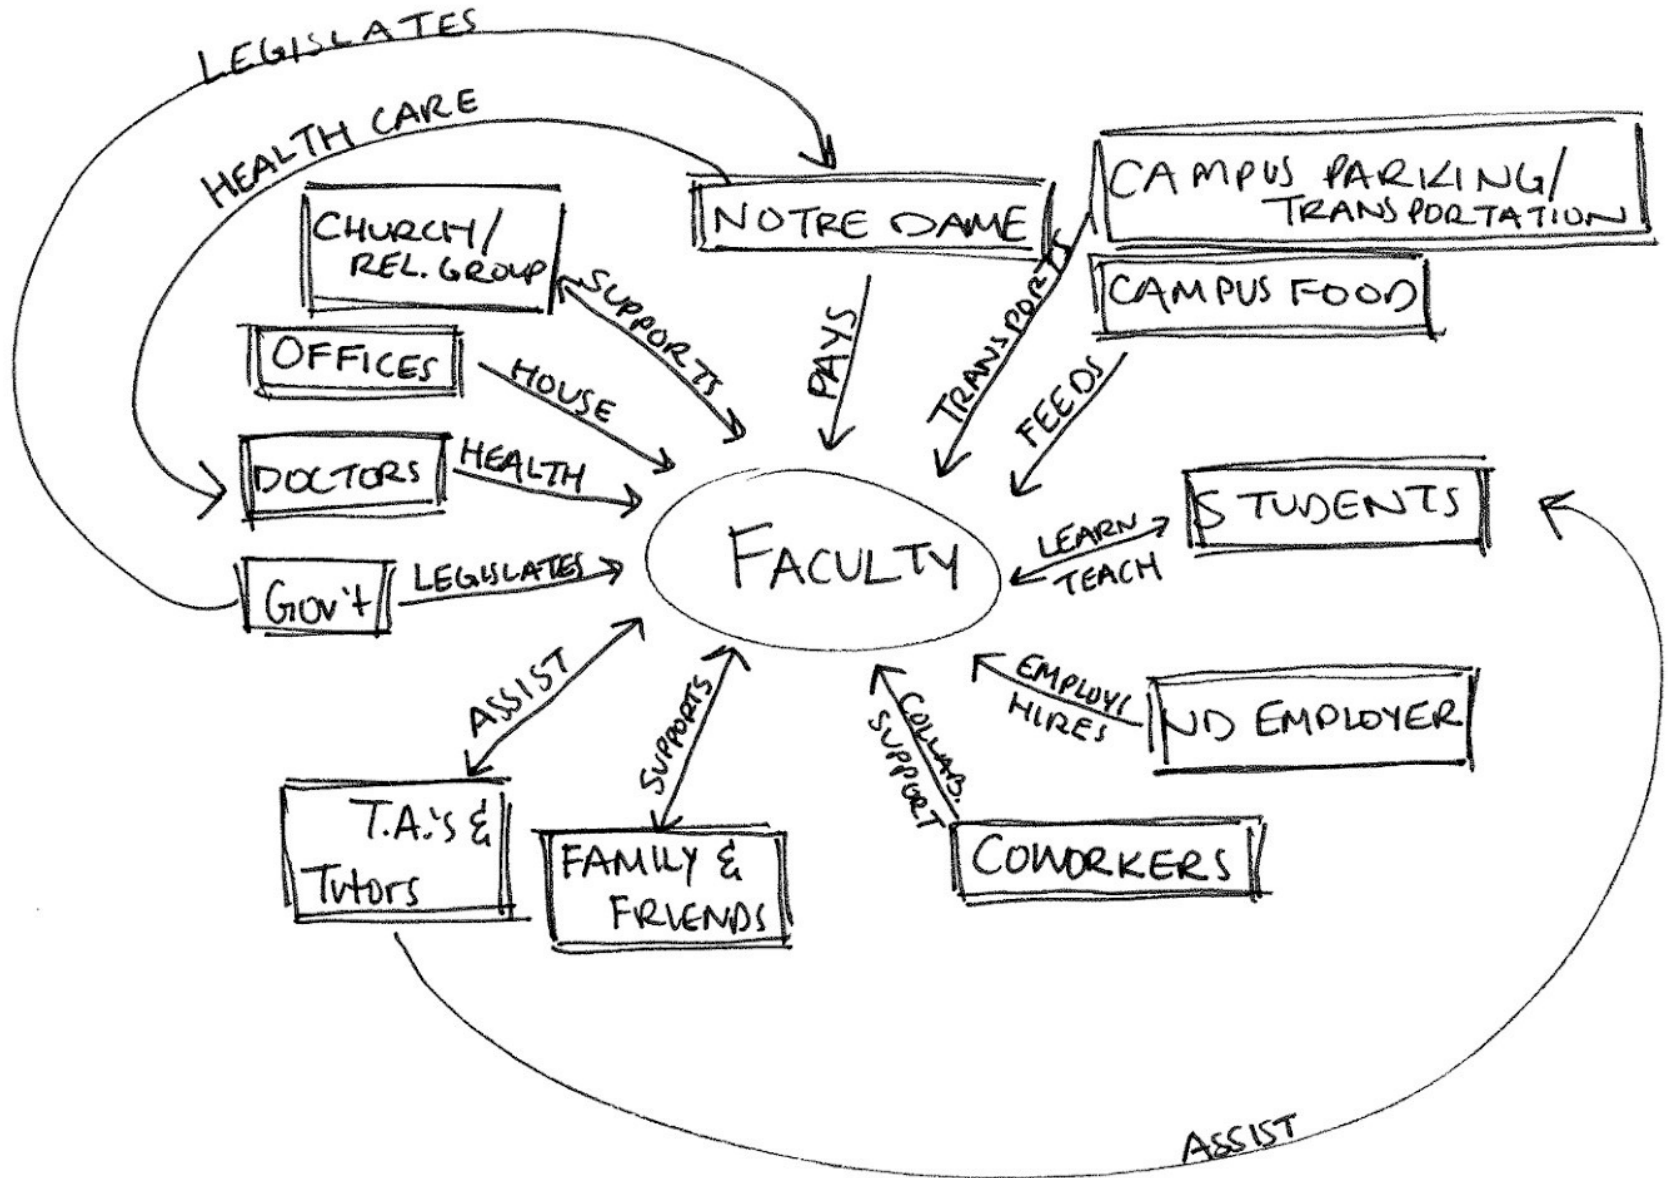 LEGISLATES
HEALTH CARE
CHURCH/
REL. GROUP
SUPPORTS
NOTRE DAME
PAYS
CAMPUS PARKING/
TRANSPORTATION
TRANSPORTS
CAMPUS FOOD
FEEDS
OFFICES
HOUSE
DOCTORS
HEALTH
GOV't
LEGISLATES
FACULTY
STUDENTS
LEARN
TEACH
ASSIST
T.A.'s &
Tutors
SUPPORTS
FAMILY &
FRIENDS
COLLAB.
SUPPORT
COWORKERS
EMPLOY/
HIRES
ND EMPLOYER
ASSIST